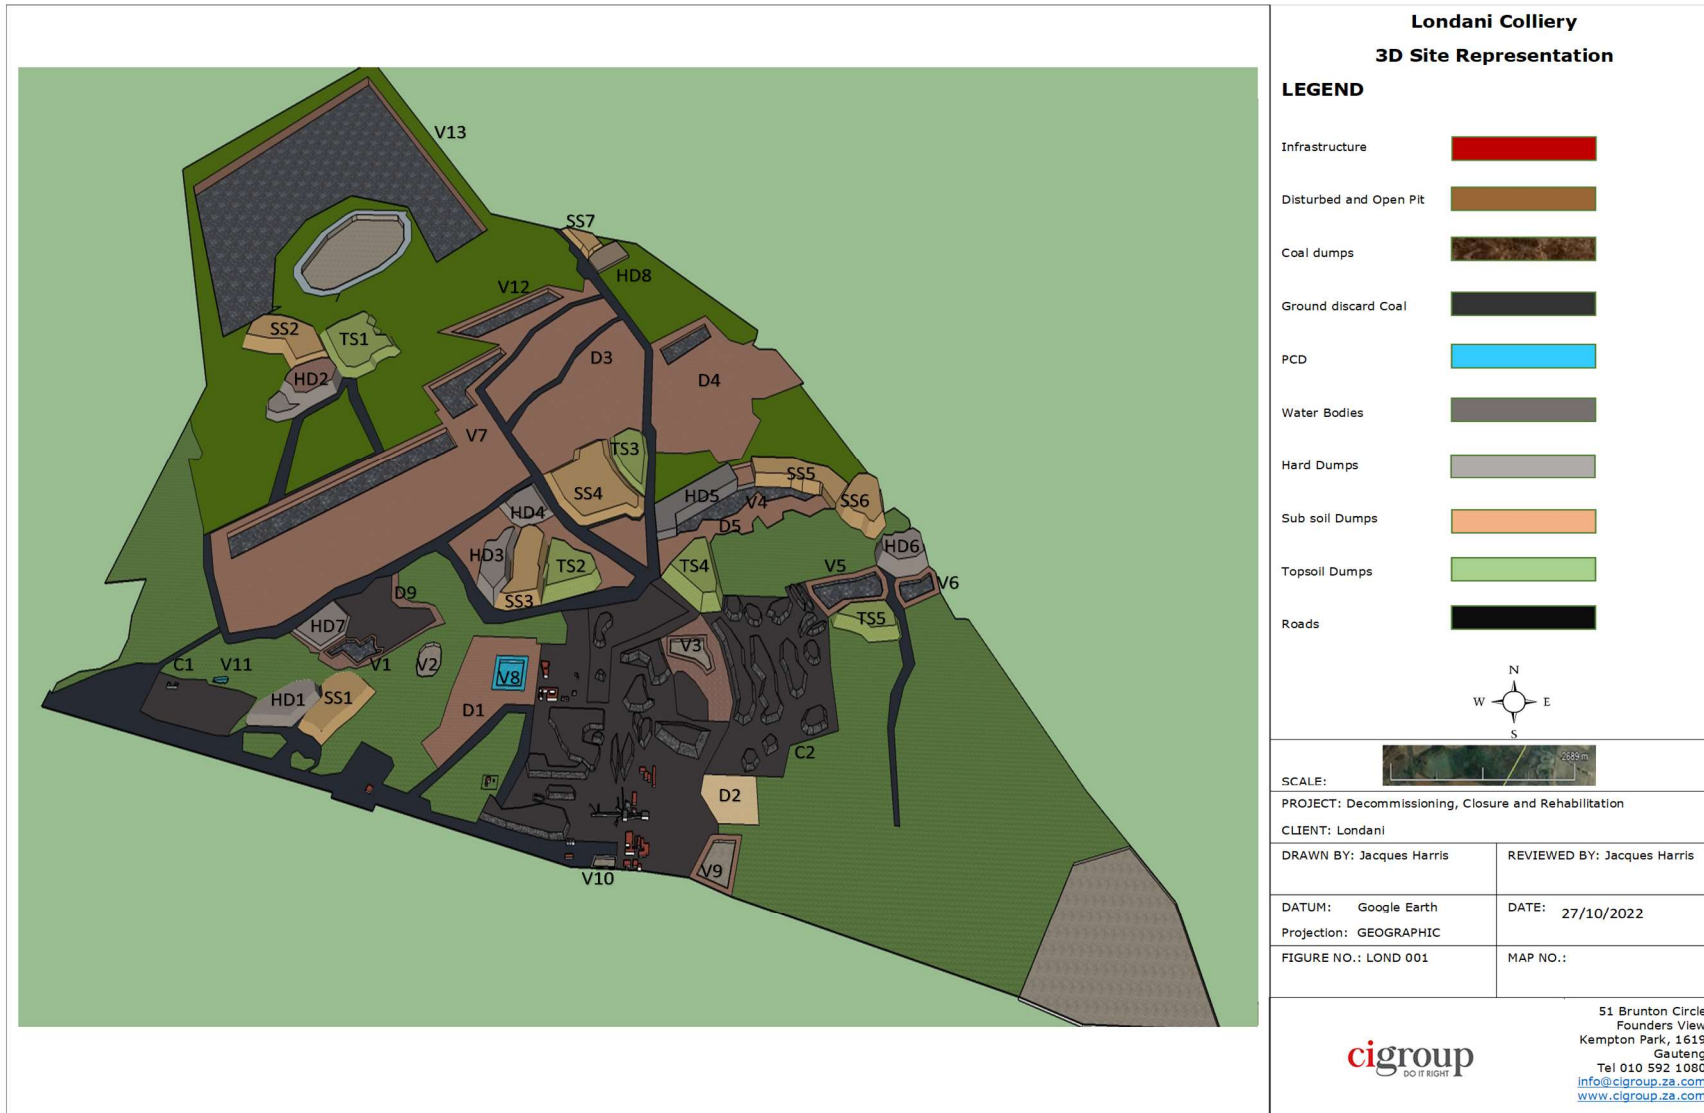 Londani Colliery
3D Site Representation
LEGEND
Infrastructure
Disturbed and Open Pit
Coal dumps
Ground discard Coal
PCD
Water Bodies
Hard Dumps
Sub soil Dumps
Topsoil Dumps
Roads
N
W E
S
SCALE: 2689 m
PROJECT: Decommissioning, Closure and Rehabilitation
CLIENT: Londani
DRAWN BY: Jacques Harris
REVIEWED BY: Jacques Harris
DATUM: Google Earth
Projection: GEOGRAPHIC
DATE: 27/10/2022
FIGURE NO.: LOND 001
MAP NO.:
cigroup
DO IT RIGHT
51 Brunton Circle
Founders View
Kempton Park, 1619
Gauteng
Tel 010 592 1080
info@cigroup.za.com
www.cigroup.za.com
V13
SS7
HD8
V12
SS2
TS1
D3
HD2
D4
V7
TS3
SS5
SS4
HD5
V4
SS6
HD4
D5
HD6
HD3
TS2
TS4
V5
V6
D9
SS3
TS5
HD7
V3
C1
V11
V1
V2
V8
HD1
SS1
D1
C2
D2
V9
V10